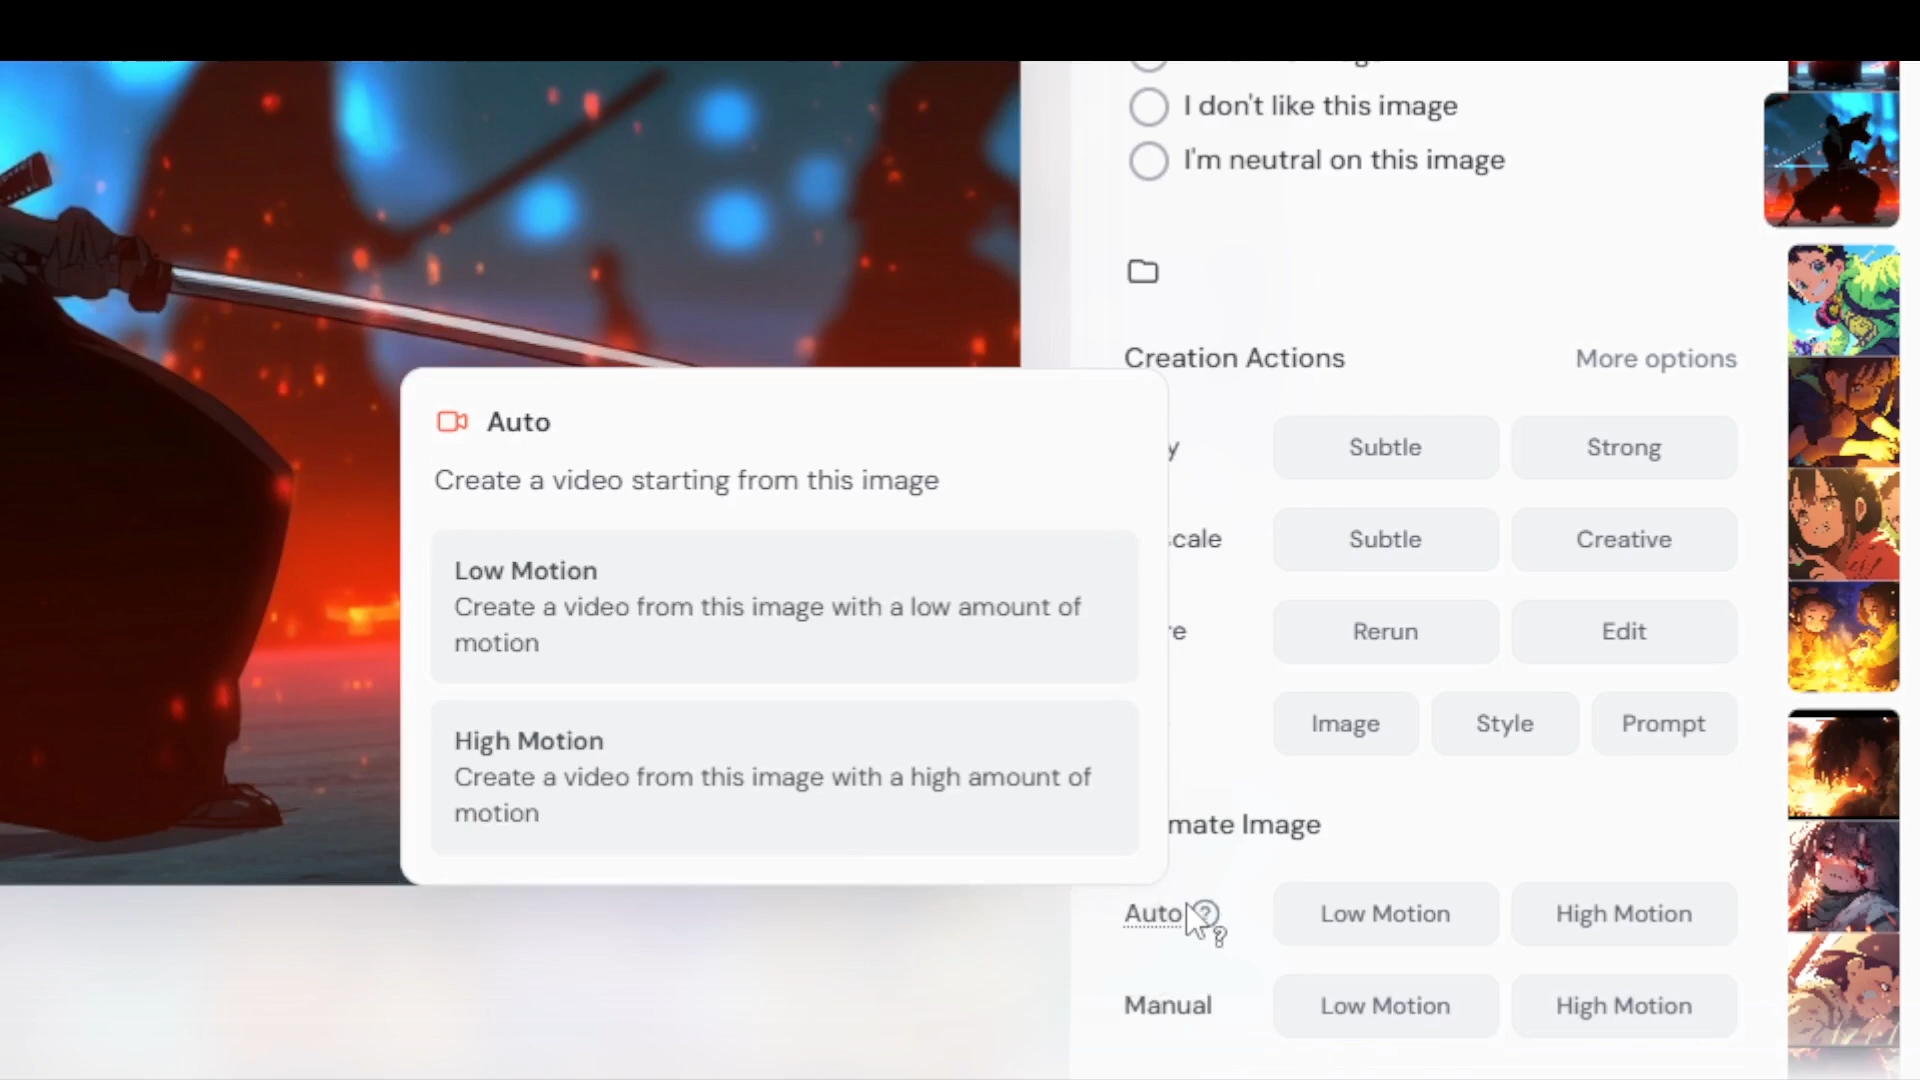 I don't like this image
I'm neutral on this image
Creation Actions
More options
Auto
Create a video starting from this image
Low Motion
Create a video from this image with a low amount of
motion
High Motion
Create a video from this image with a high amount of
motion
y Subtle Strong
cale Subtle Creative
e Rerun Edit
Image Style Prompt
mate Image
Auto ? Low Motion High Motion
Manual Low Motion High Motion